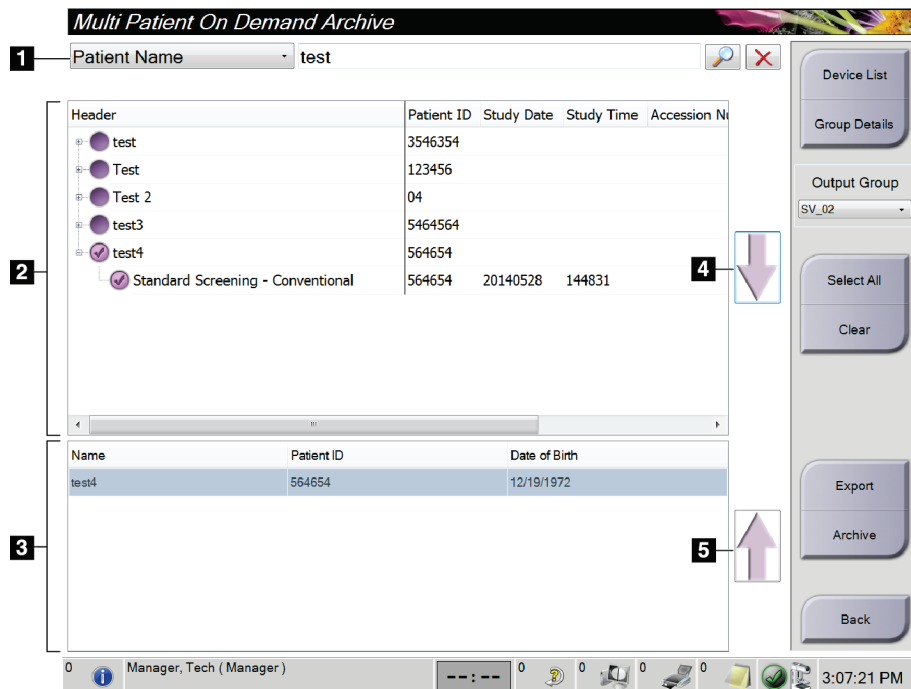 Multi Patient On Demand Archive
1
Patient Name
test
Device List
Group Details
Output Group
SV_02
Select All
Clear
Export
Archive
Back
2
Header Patient ID Study Date Study Time Accession Nu
test 3546354
Test 123456
Test 2 04
test3 5464564
test4 564654
Standard Screening - Conventional 564654 20140528 144831
4
3
Name Patient ID Date of Birth
test4 564654 12/19/1972
5
0 Manager, Tech ( Manager ) --:-- 0 0 0 0 3:07:21 PM